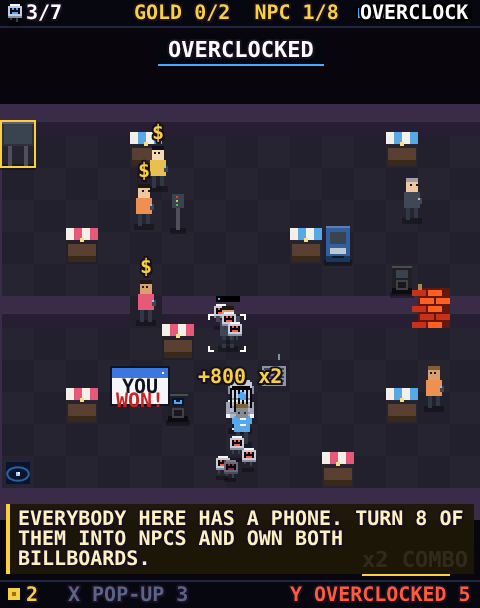 3/7
GOLD 0/2 NPC 1/8 OVERCLOCK
OVERCLOCKED
$
$
$
+800 x2
YOU
WON!
EVERYBODY HERE HAS A PHONE. TURN 8 OF
THEM INTO NPCS AND OWN BOTH
BILLBOARDS.
x2 COMBO
2 X POP-UP 3 Y OVERCLOCKED 5